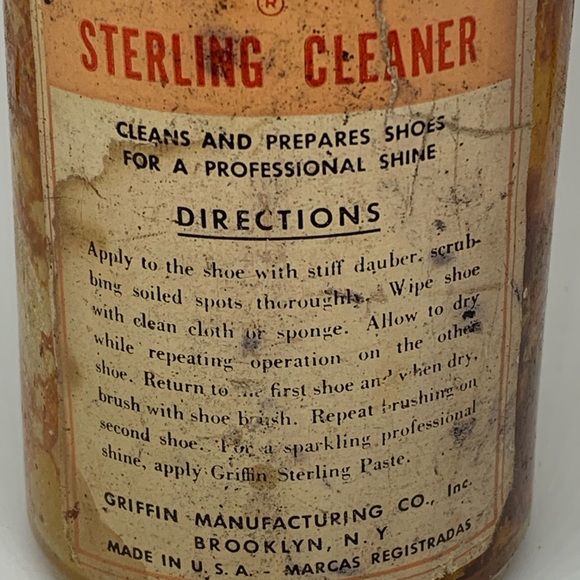 ®
STERLING CLEANER
CLEANS AND PREPARES SHOES
FOR A PROFESSIONAL SHINE
DIRECTIONS
Apply to the shoe with stiff dauber, scrub-
bing soiled spots thoroughly. Wipe shoe
with clean cloth or sponge. Allow to dry
while repeating operation on the other
shoe. Return to first shoe and when dry,
brush with shoe brush. Repeat brushing on
second shoe. For a sparkling professional
shine, apply Griffin Sterling Paste.
GRIFFIN MANUFACTURING CO., Inc.
BROOKLYN, N. Y
MADE IN U. S. A. - MARCAS REGISTRADAS